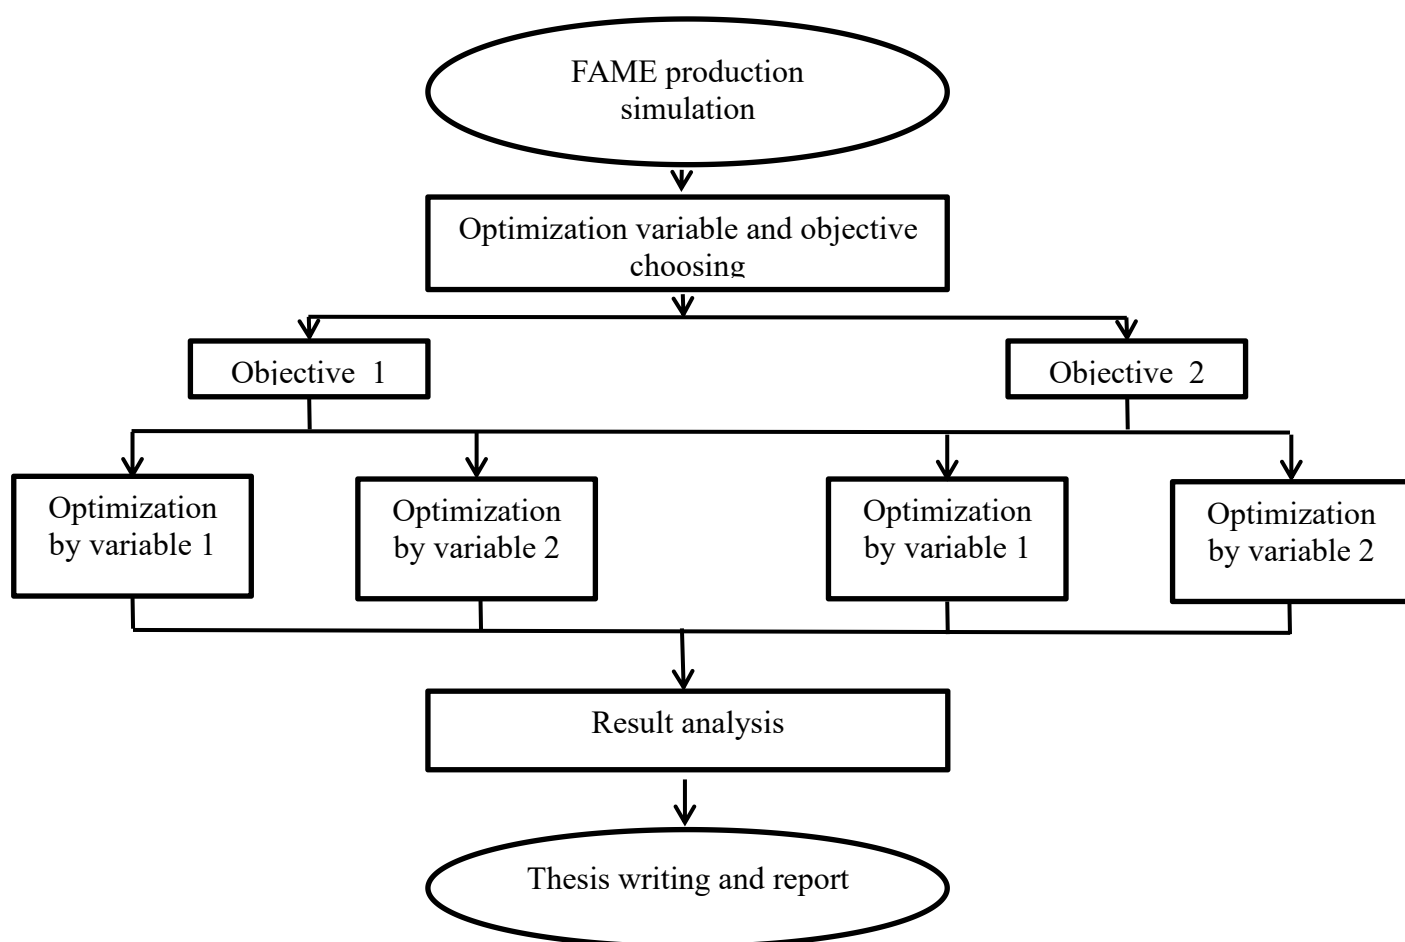 FAME production
simulation
Optimization variable and objective
choosing
Objective  1
Objective  2
Optimization
by variable 1
Optimization
by variable 2
Optimization
by variable 1
Optimization
by variable 2
Result analysis
Thesis writing and report